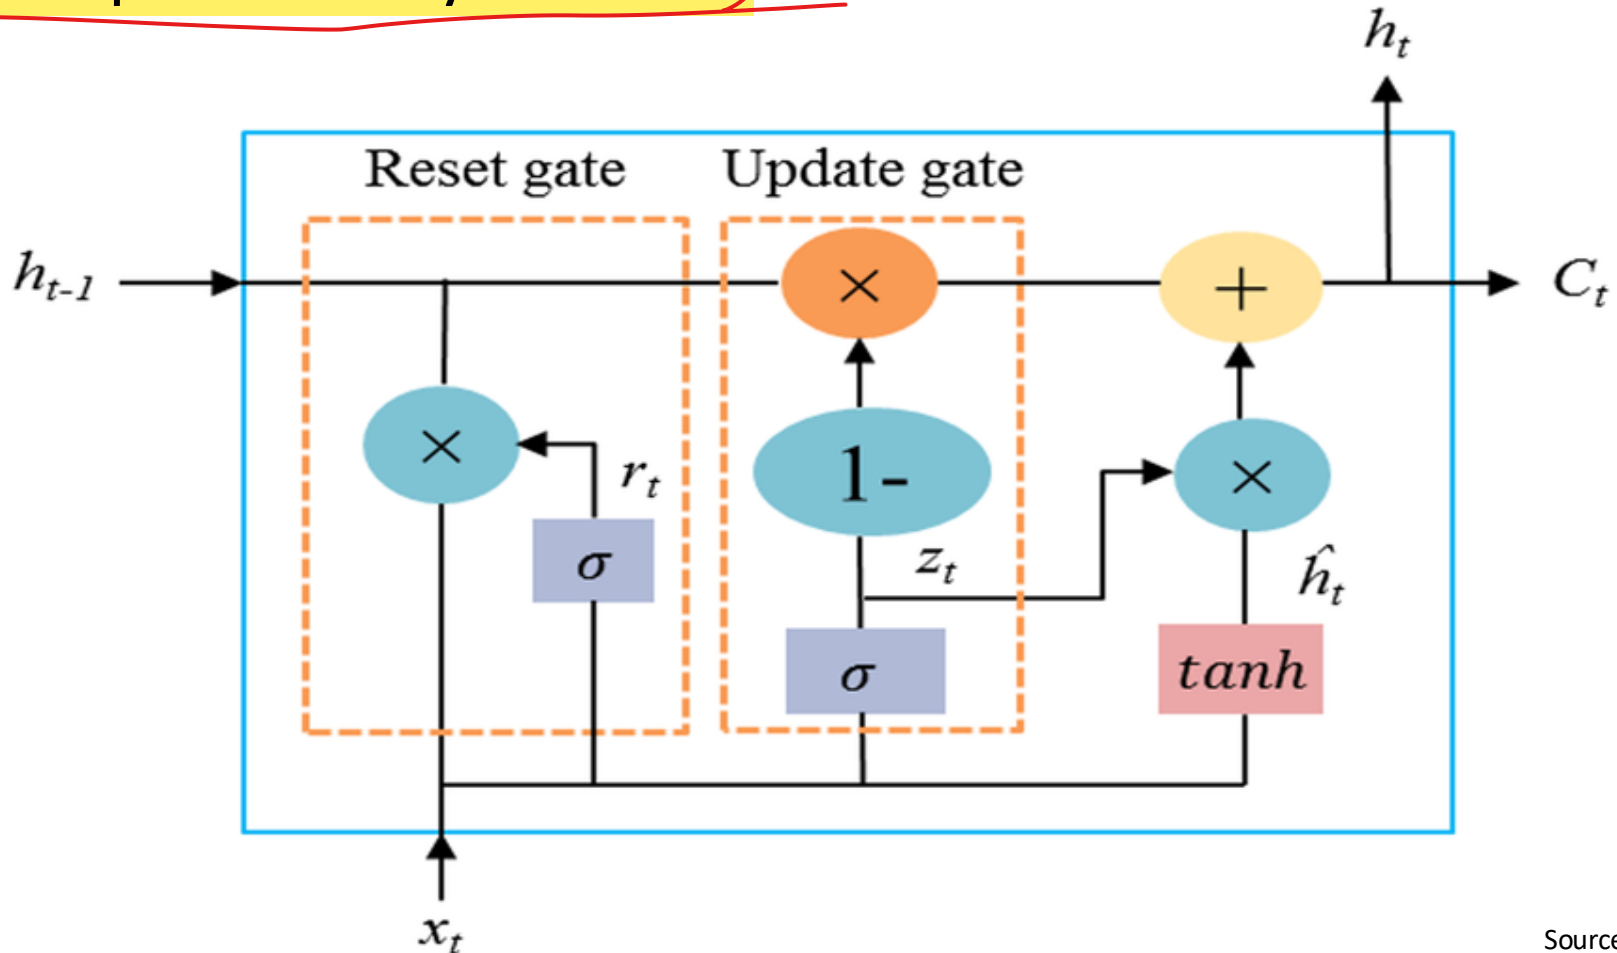 h_t
Reset gate
Update gate
h_{t-1}
×
+
C_t
×
r_t
1-
×
σ
z_t
ĥ_t
σ
tanh
x_t